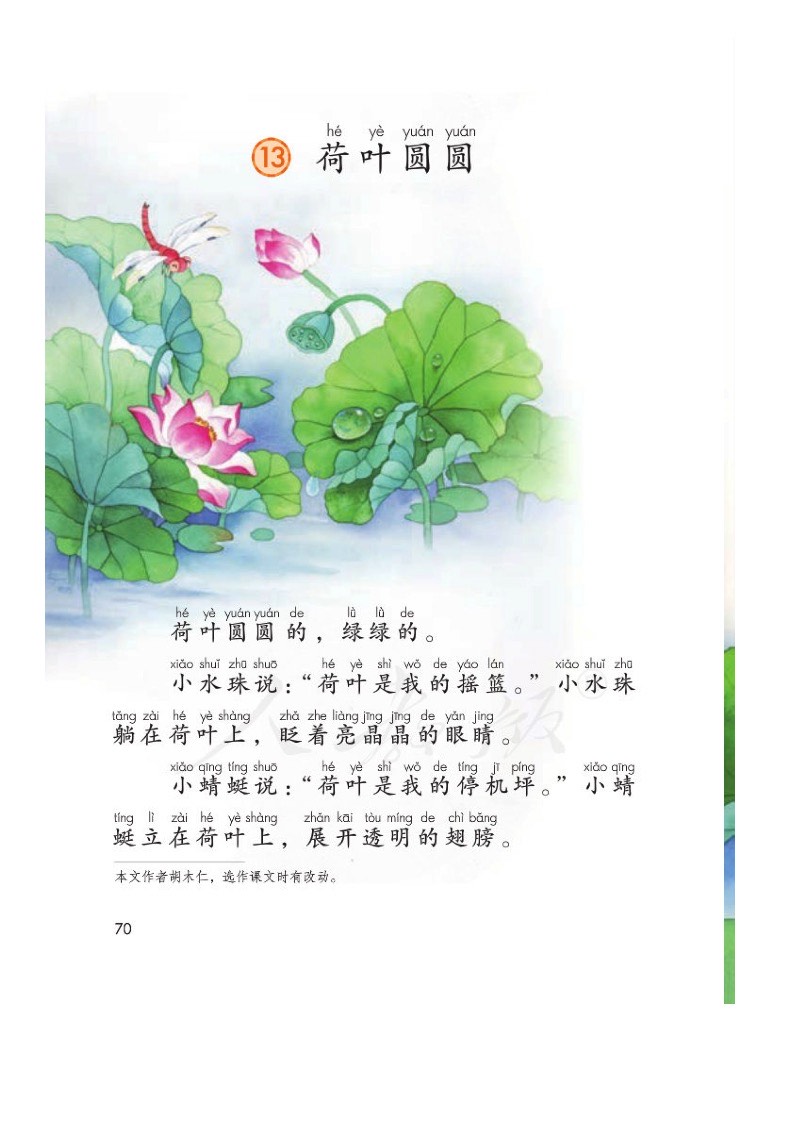 hé yè yuán yuán
13 荷叶圆圆
hé yè yuán yuán de lǜ lǜ de
荷叶圆圆的，绿绿的。
xiǎo shuǐ zhū shuō hé yè shì wǒ de yáo lán xiǎo shuǐ zhū
小水珠说：“荷叶是我的摇篮。”小水珠
tǎng zài hé yè shàng zhǎ zhe liàng jīng jīng de yǎn jing
躺在荷叶上，眨着亮晶晶的眼睛。
xiǎo qīng tíng shuō hé yè shì wǒ de tíng jī píng xiǎo qīng
小蜻蜓说：“荷叶是我的停机坪。”小蜻
tíng lì zài hé yè shàng zhǎn kāi tòu míng de chì bǎng
蜓立在荷叶上，展开透明的翅膀。
本文作者胡木仁，选作课文时有改动。
70